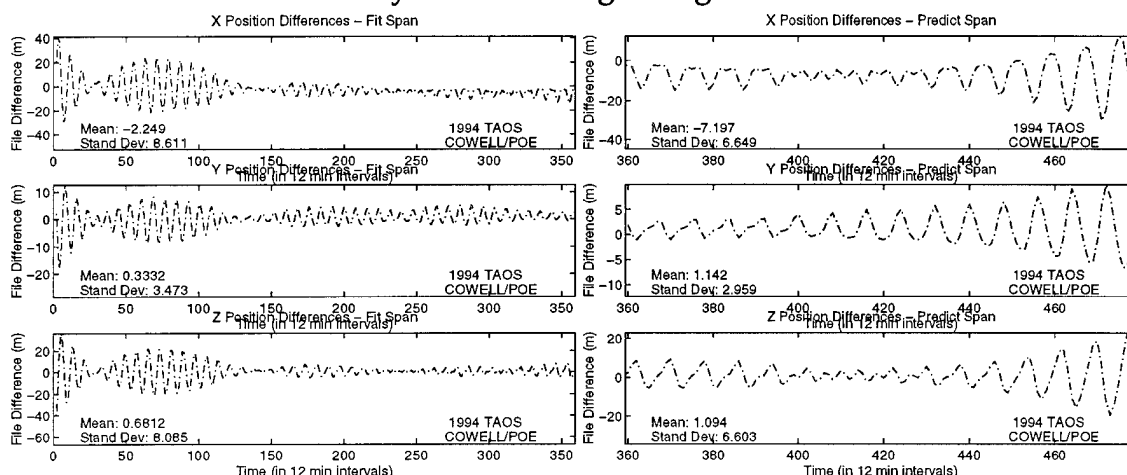 X Position Differences – Fit Span
File Difference (m)
40
20
0
−20
−40
Mean: −2.249
Stand Dev: 8.611
1994 TAOS
COWELL/POE
0 50 100 150 200 250 300 350
Time (in 12 min intervals)
X Position Differences – Predict Span
File Difference (m)
0
−20
−40
Mean: −7.197
Stand Dev: 6.649
1994 TAOS
COWELL/POE
360 380 400 420 440 460
Time (in 12 min intervals)
Y Position Differences – Fit Span
File Difference (m)
10
0
−10
−20
Mean: 0.3332
Stand Dev: 3.473
1994 TAOS
COWELL/POE
0 50 100 150 200 250 300 350
Time (in 12 min intervals)
Y Position Differences – Predict Span
File Difference (m)
5
0
−5
−10
Mean: 1.142
Stand Dev: 2.959
1994 TAOS
COWELL/POE
360 380 400 420 440 460
Time (in 12 min intervals)
Z Position Differences – Fit Span
File Difference (m)
20
0
−20
−40
−60
Mean: 0.6812
Stand Dev: 8.085
1994 TAOS
COWELL/POE
0 50 100 150 200 250 300 350
Time (in 12 min intervals)
Z Position Differences – Predict Span
File Difference (m)
0
−20
Mean: 1.094
Stand Dev: 6.603
1994 TAOS
COWELL/POE
360 380 400 420 440 460
Time (in 12 min intervals)